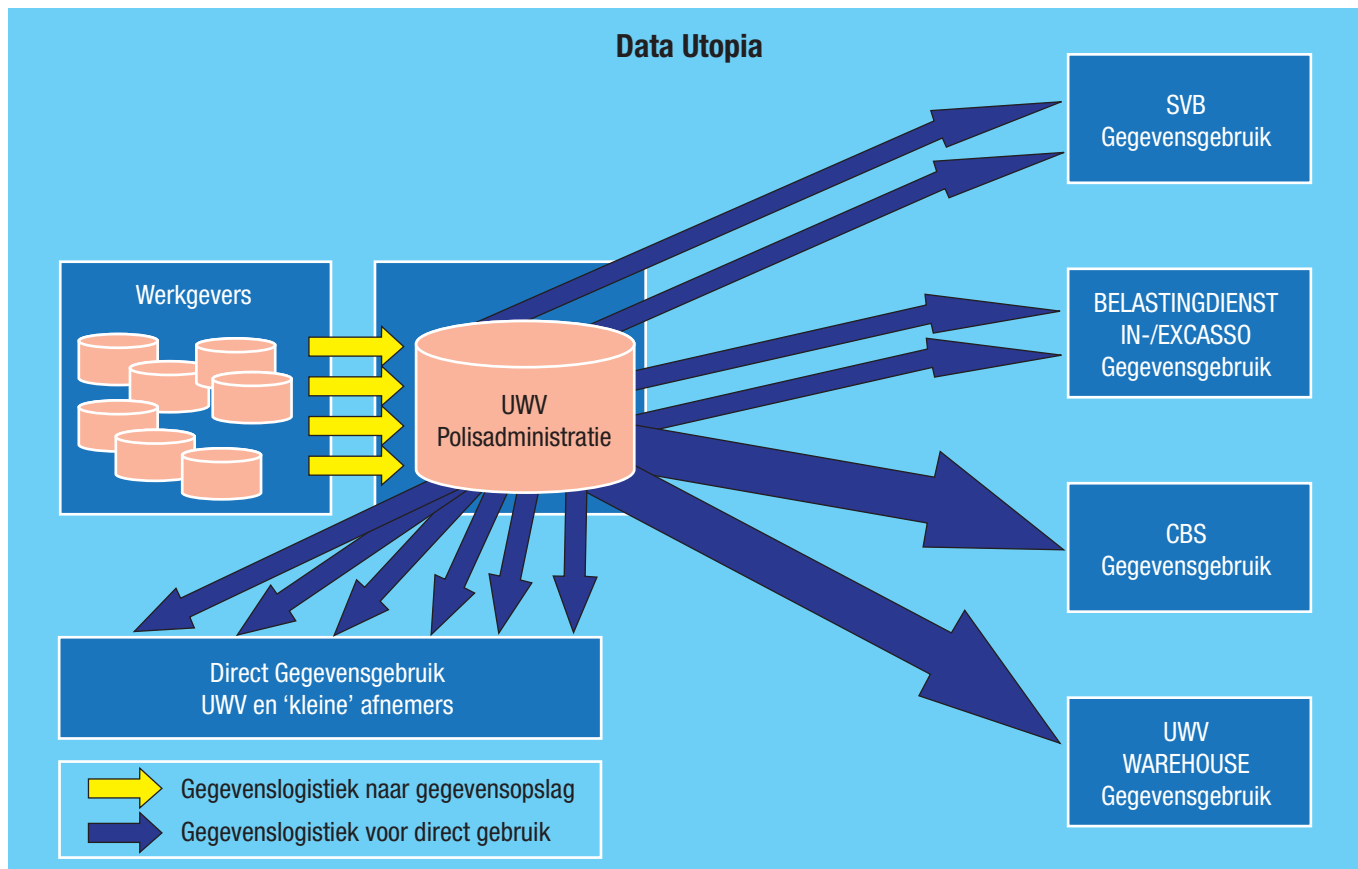 Data Utopia
SVB
Gegevensgebruik
Werkgevers
BELASTINGDIENST
IN-/EXCASSO
Gegevensgebruik
UWV
Polisadministratie
CBS
Gegevensgebruik
Direct Gegevensgebruik
UWV en ‘kleine’ afnemers
UWV
WAREHOUSE
Gegevensgebruik
Gegevenslogistiek naar gegevensopslag
Gegevenslogistiek voor direct gebruik